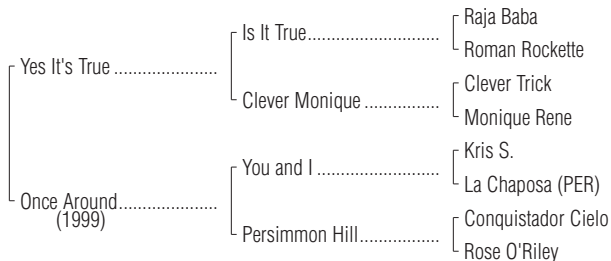 Raja Baba
Is It True
Roman Rockette
Yes It's True
Clever Trick
Clever Monique
Monique Rene
Kris S.
You and I
La Chaposa (PER)
Once Around
(1999)
Conquistador Cielo
Persimmon Hill
Rose O'Riley